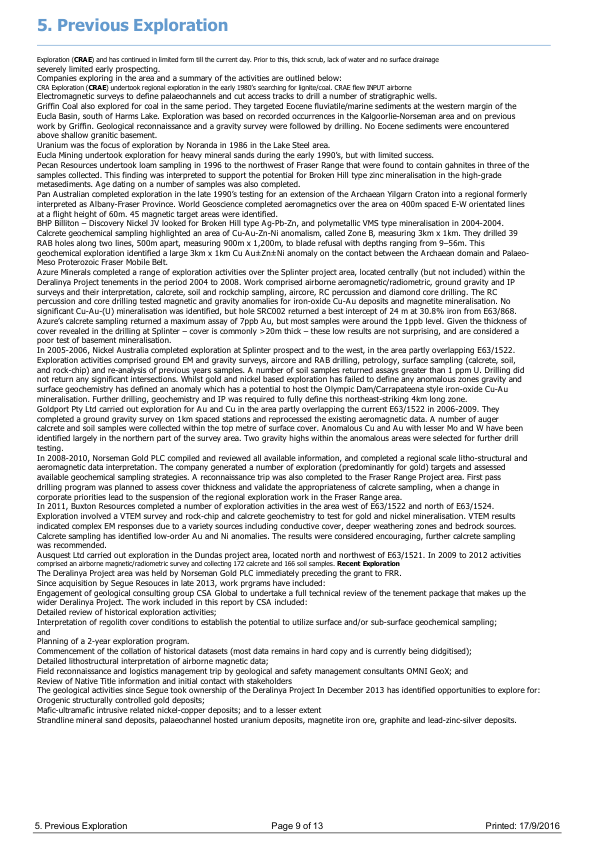 5. Previous Exploration
Exploration (CRAE) and has continued in limited form till the current day. Prior to this, thick scrub, lack of water and no surface drainage
severely limited early prospecting.
Companies exploring in the area and a summary of the activities are outlined below:
CRA Exploration (CRAE) undertook regional exploration in the early 1980's searching for lignite/coal. CRAE flew INPUT airborne
Electromagnetic surveys to define palaeochannels and cut access tracks to drill a number of stratigraphic wells.
Griffin Coal also explored for coal in the same period. They targeted Eocene fluviatile/marine sediments at the western margin of the
Eucla Basin, south of Harms Lake. Exploration was based on recorded occurrences in the Kalgoorlie-Norseman area and on previous
work by Griffin. Geological reconnaissance and a gravity survey were followed by drilling. No Eocene sediments were encountered
above shallow granitic basement.
Uranium was the focus of exploration by Noranda in 1986 in the Lake Steel area.
Eucla Mining undertook exploration for heavy mineral sands during the early 1990's, but with limited success.
Pecan Resources undertook loam sampling in 1996 to the northwest of Fraser Range that were found to contain gahnites in three of the
samples collected. This finding was interpreted to support the potential for Broken Hill type zinc mineralisation in the high-grade
metasediments. Age dating on a number of samples was also completed.
Pan Australian completed exploration in the late 1990's testing for an extension of the Archaean Yilgarn Craton into a regional formerly
interpreted as Albany-Fraser Province. World Geoscience completed aeromagnetics over the area on 400m spaced E-W orientated lines
at a flight height of 60m. 45 magnetic target areas were identified.
BHP Billiton – Discovery Nickel JV looked for Broken Hill type Ag-Pb-Zn, and polymetallic VMS type mineralisation in 2004-2004.
Calcrete geochemical sampling highlighted an area of Cu-Au-Zn-Ni anomalism, called Zone B, measuring 3km x 1km. They drilled 39
RAB holes along two lines, 500m apart, measuring 900m x 1,200m, to blade refusal with depths ranging from 9–56m. This
geochemical exploration identified a large 3km x 1km Cu Au±Zn±Ni anomaly on the contact between the Archaean domain and Palaeo-
Meso Proterozoic Fraser Mobile Belt.
Azure Minerals completed a range of exploration activities over the Splinter project area, located centrally (but not included) within the
Deralinya Project tenements in the period 2004 to 2008. Work comprised airborne aeromagnetic/radiometric, ground gravity and IP
surveys and their interpretation, calcrete, soil and rockchip sampling, aircore, RC percussion and diamond core drilling. The RC
percussion and core drilling tested magnetic and gravity anomalies for iron-oxide Cu-Au deposits and magnetite mineralisation. No
significant Cu-Au-(U) mineralisation was identified, but hole SRC002 returned a best intercept of 24 m at 30.8% iron from E63/868.
Azure's calcrete sampling returned a maximum assay of 7ppb Au, but most samples were around the 1ppb level. Given the thickness of
cover revealed in the drilling at Splinter – cover is commonly >20m thick – these low results are not surprising, and are considered a
poor test of basement mineralisation.
In 2005-2006, Nickel Australia completed exploration at Splinter prospect and to the west, in the area partly overlapping E63/1522.
Exploration activities comprised ground EM and gravity surveys, aircore and RAB drilling, petrology, surface sampling (calcrete, soil,
and rock-chip) and re-analysis of previous years samples. A number of soil samples returned assays greater than 1 ppm U. Drilling did
not return any significant intersections. Whilst gold and nickel based exploration has failed to define any anomalous zones gravity and
surface geochemistry has defined an anomaly which has a potential to host the Olympic Dam/Carrapateena style iron-oxide Cu-Au
mineralisation. Further drilling, geochemistry and IP was required to fully define this northeast-striking 4km long zone.
Goldport Pty Ltd carried out exploration for Au and Cu in the area partly overlapping the current E63/1522 in 2006-2009. They
completed a ground gravity survey on 1km spaced stations and reprocessed the existing aeromagnetic data. A number of auger
calcrete and soil samples were collected within the top metre of surface cover. Anomalous Cu and Au with lesser Mo and W have been
identified largely in the northern part of the survey area. Two gravity highs within the anomalous areas were selected for further drill
testing.
In 2008-2010, Norseman Gold PLC compiled and reviewed all available information, and completed a regional scale litho-structural and
aeromagnetic data interpretation. The company generated a number of exploration (predominantly for gold) targets and assessed
available geochemical sampling strategies. A reconnaissance trip was also completed to the Fraser Range Project area. First pass
drilling program was planned to assess cover thickness and validate the appropriateness of calcrete sampling, when a change in
corporate priorities lead to the suspension of the regional exploration work in the Fraser Range area.
In 2011, Buxton Resources completed a number of exploration activities in the area west of E63/1522 and north of E63/1524.
Exploration involved a VTEM survey and rock-chip and calcrete geochemistry to test for gold and nickel mineralisation. VTEM results
indicated complex EM responses due to a variety sources including conductive cover, deeper weathering zones and bedrock sources.
Calcrete sampling has identified low-order Au and Ni anomalies. The results were considered encouraging, further calcrete sampling
was recommended.
Ausquest Ltd carried out exploration in the Dundas project area, located north and northwest of E63/1521. In 2009 to 2012 activities
comprised an airborne magnetic/radiometric survey and collecting 172 calcrete and 166 soil samples. Recent Exploration
The Deralinya Project area was held by Norseman Gold PLC immediately preceding the grant to FRR.
Since acquisition by Segue Resouces in late 2013, work prgrams have included:
Engagement of geological consulting group CSA Global to undertake a full technical review of the tenement package that makes up the
wider Deralinya Project. The work included in this report by CSA included:
Detailed review of historical exploration activities;
Interpretation of regolith cover conditions to establish the potential to utilize surface and/or sub-surface geochemical sampling;
and
Planning of a 2-year exploration program.
Commencement of the collation of historical datasets (most data remains in hard copy and is currently being didgitised);
Detailed lithostructural interpretation of airborne magnetic data;
Field reconnaissance and logistics management trip by geological and safety management consultants OMNI GeoX; and
Review of Native Title information and initial contact with stakeholders
The geological activities since Segue took ownership of the Deralinya Project In December 2013 has identified opportunities to explore for:
Orogenic structurally controlled gold deposits;
Mafic-ultramafic intrusive related nickel-copper deposits; and to a lesser extent
Strandline mineral sand deposits, palaeochannel hosted uranium deposits, magnetite iron ore, graphite and lead-zinc-silver deposits.
5. Previous Exploration Page 9 of 13 Printed: 17/9/2016